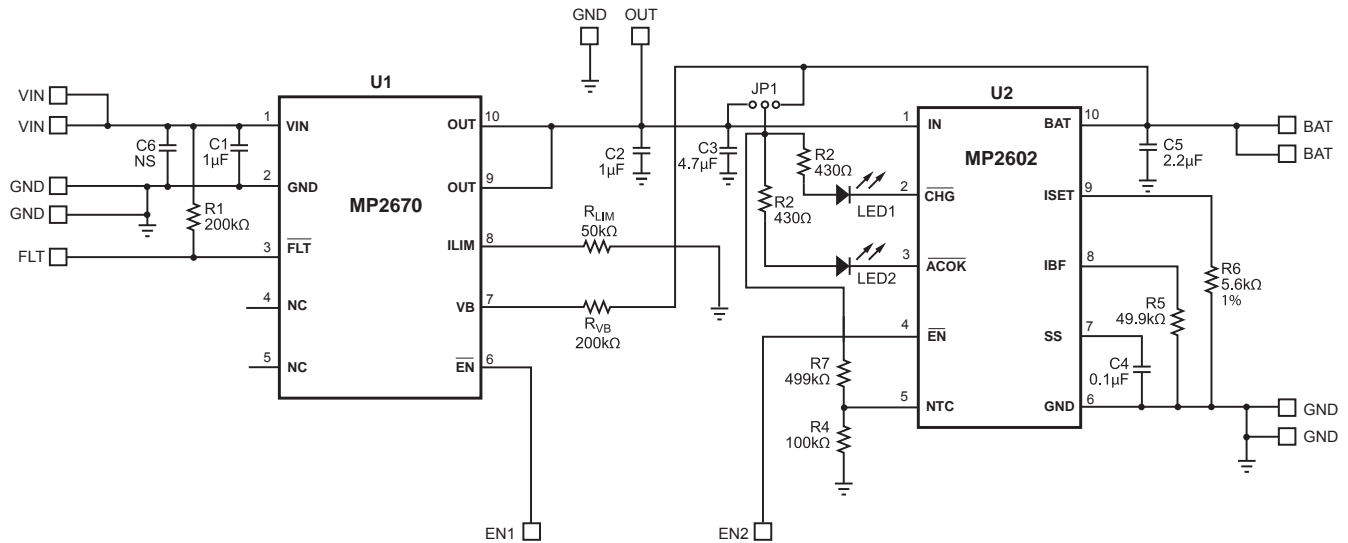 GND
OUT
VIN
VIN
GND
GND
FLT
C6
NS
C1
1µF
R1
200kΩ
U1
MP2670
1
VIN
2
GND
3
FLT
4
NC
5
NC
10
OUT
9
OUT
8
ILIM
7
VB
6
EN
RLIM
50kΩ
RVB
200kΩ
EN1
C2
1µF
C3
4.7µF
JP1
R2
430Ω
R2
430Ω
LED1
LED2
R7
499kΩ
R4
100kΩ
EN2
U2
MP2602
1
IN
2
CHG
3
ACOK
4
EN
5
NTC
10
BAT
9
ISET
8
IBF
7
SS
6
GND
C5
2.2µF
R6
5.6kΩ
1%
R5
49.9kΩ
C4
0.1µF
BAT
BAT
GND
GND